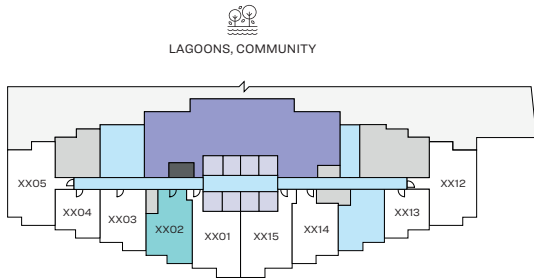 LAGOONS, COMMUNITY
XX05
XX12
XX04
XX03
XX02
XX01
XX15
XX14
XX13